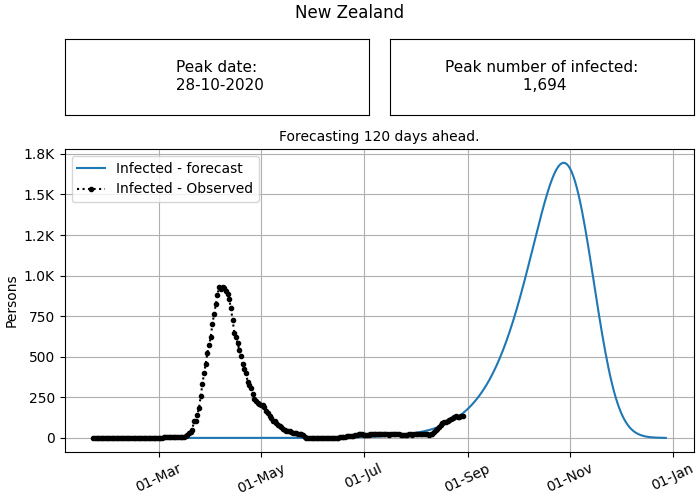 New Zealand
Peak date:
28-10-2020
Peak number of infected:
1,694
Forecasting 120 days ahead.
Infected - forecast
Infected - Observed
1.8K
1.5K
1.2K
1.0K
750
500
250
0
Persons
01-Mar
01-May
01-Jul
01-Sep
01-Nov
01-Jan